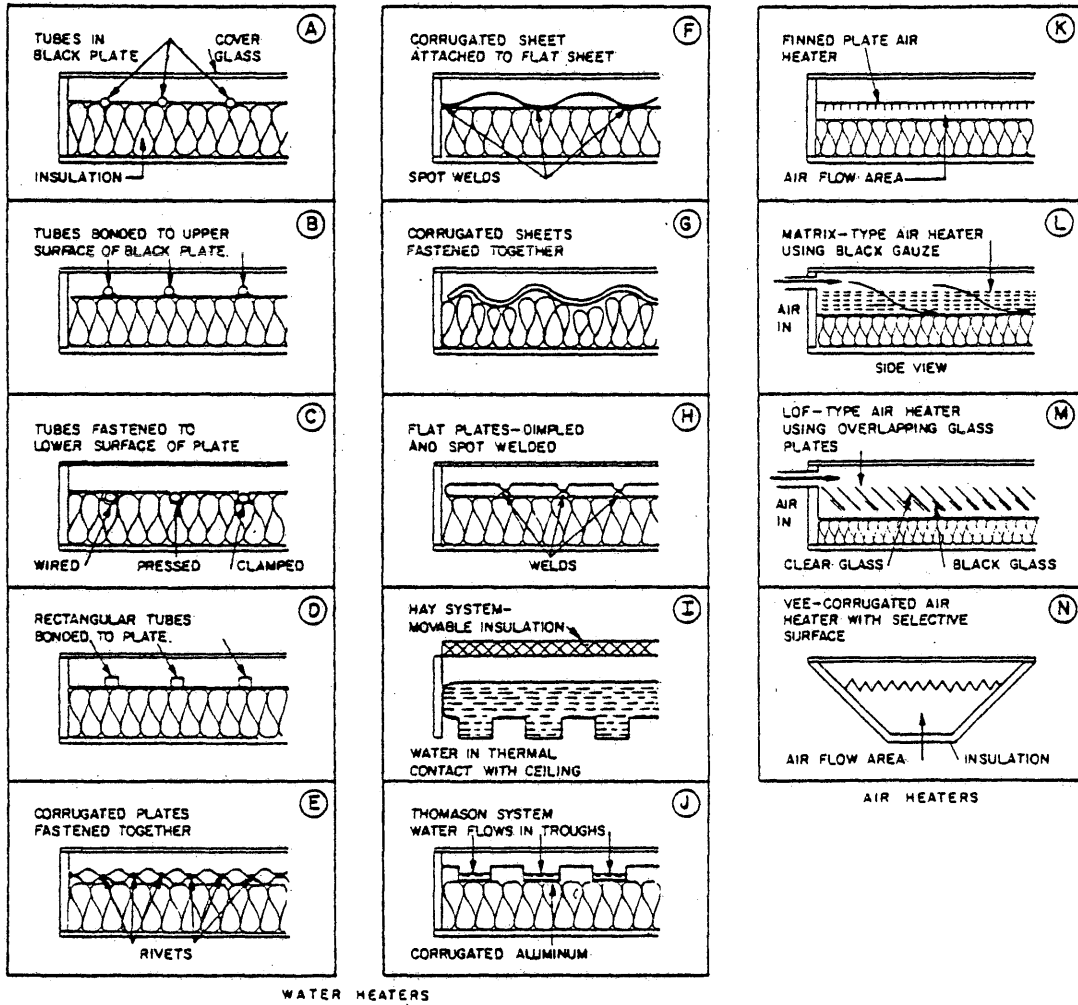 A
TUBES IN
BLACK PLATE
COVER
GLASS
INSULATION
B
TUBES BONDED TO UPPER
SURFACE OF BLACK PLATE.
C
TUBES FASTENED TO
LOWER SURFACE OF PLATE
WIRED PRESSED CLAMPED
D
RECTANGULAR TUBES
BONDED TO PLATE.
E
CORRUGATED PLATES
FASTENED TOGETHER
RIVETS
F
CORRUGATED SHEET
ATTACHED TO FLAT SHEET
SPOT WELDS
G
CORRUGATED SHEETS
FASTENED TOGETHER
H
FLAT PLATES-DIMPLED
AND SPOT WELDED
WELDS
I
HAY SYSTEM-
MOVABLE INSULATION
WATER IN THERMAL
CONTACT WITH CEILING
J
THOMASON SYSTEM
WATER FLOWS IN TROUGHS
CORRUGATED ALUMINUM
WATER HEATERS
K
FINNED PLATE AIR
HEATER
AIR FLOW AREA
L
MATRIX-TYPE AIR HEATER
USING BLACK GAUZE
AIR
IN
SIDE VIEW
M
LOF-TYPE AIR HEATER
USING OVERLAPPING GLASS
PLATES
AIR
IN
CLEAR GLASS BLACK GLASS
N
VEE-CORRUGATED AIR
HEATER WITH SELECTIVE
SURFACE
AIR FLOW AREA INSULATION
AIR HEATERS